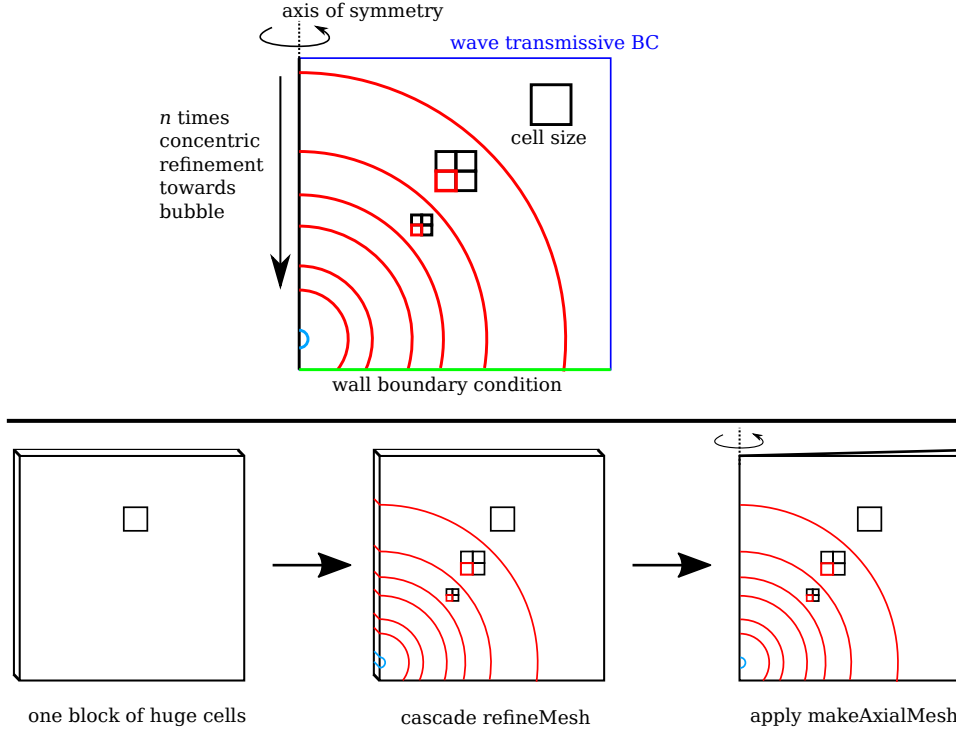 axis of symmetry
wave transmissive BC
n times
concentric
refinement
towards
bubble
cell size
wall boundary condition
one block of huge cells
cascade refineMesh
apply makeAxialMesh